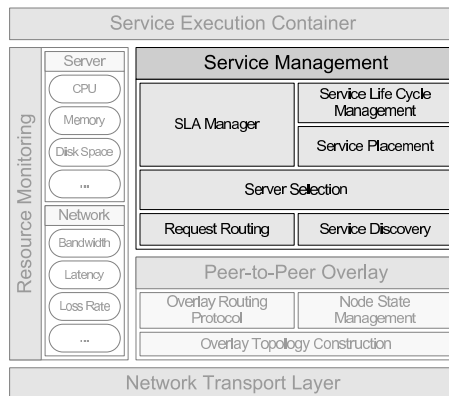 Service Execution Container
Resource Monitoring
Server
CPU
Memory
Disk Space
...
Network
Bandwidth
Latency
Loss Rate
...
Service Management
SLA Manager
Service Life Cycle
Management
Service Placement
Server Selection
Request Routing
Service Discovery
Peer-to-Peer Overlay
Overlay Routing
Protocol
Node State
Management
Overlay Topology Construction
Network Transport Layer